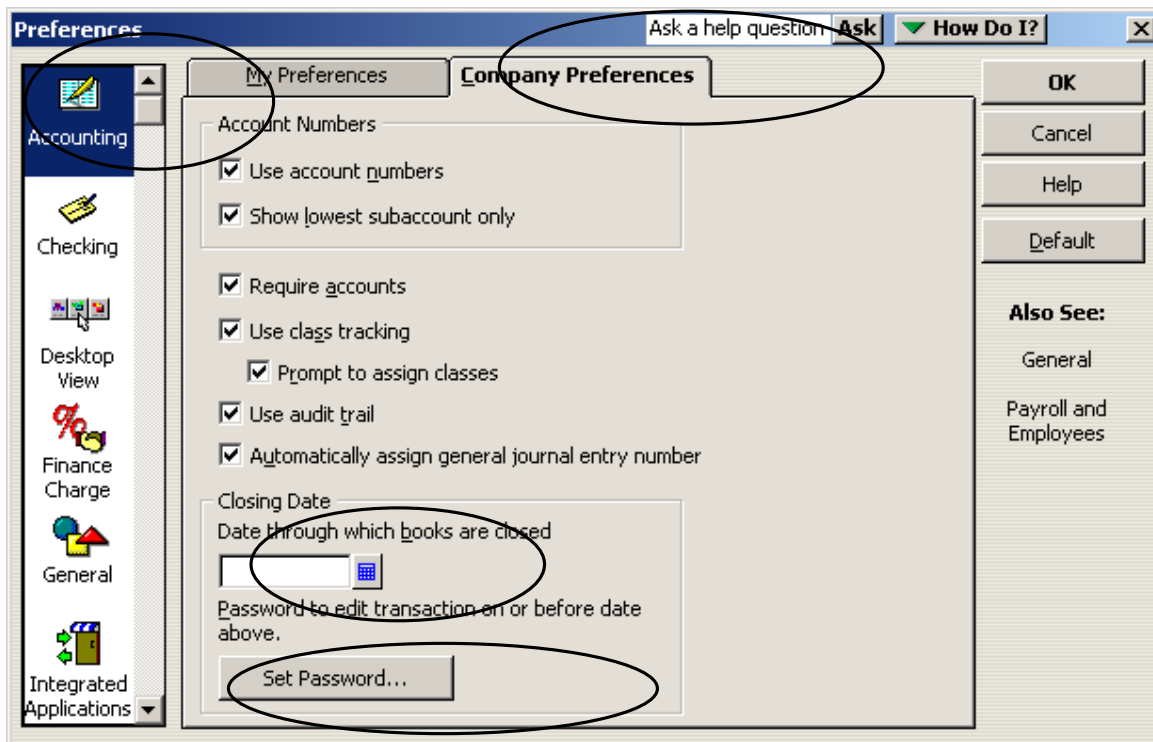 Preferences
Ask a help question Ask How Do I?
Accounting
Checking
Desktop
View
Finance
Charge
General
Integrated
Applications
My Preferences
Company Preferences
Account Numbers
Use account numbers
Show lowest subaccount only
Require accounts
Use class tracking
Prompt to assign classes
Use audit trail
Automatically assign general journal entry number
Closing Date
Date through which books are closed
Password to edit transaction on or before date
above.
Set Password...
OK
Cancel
Help
Default
Also See:
General
Payroll and
Employees